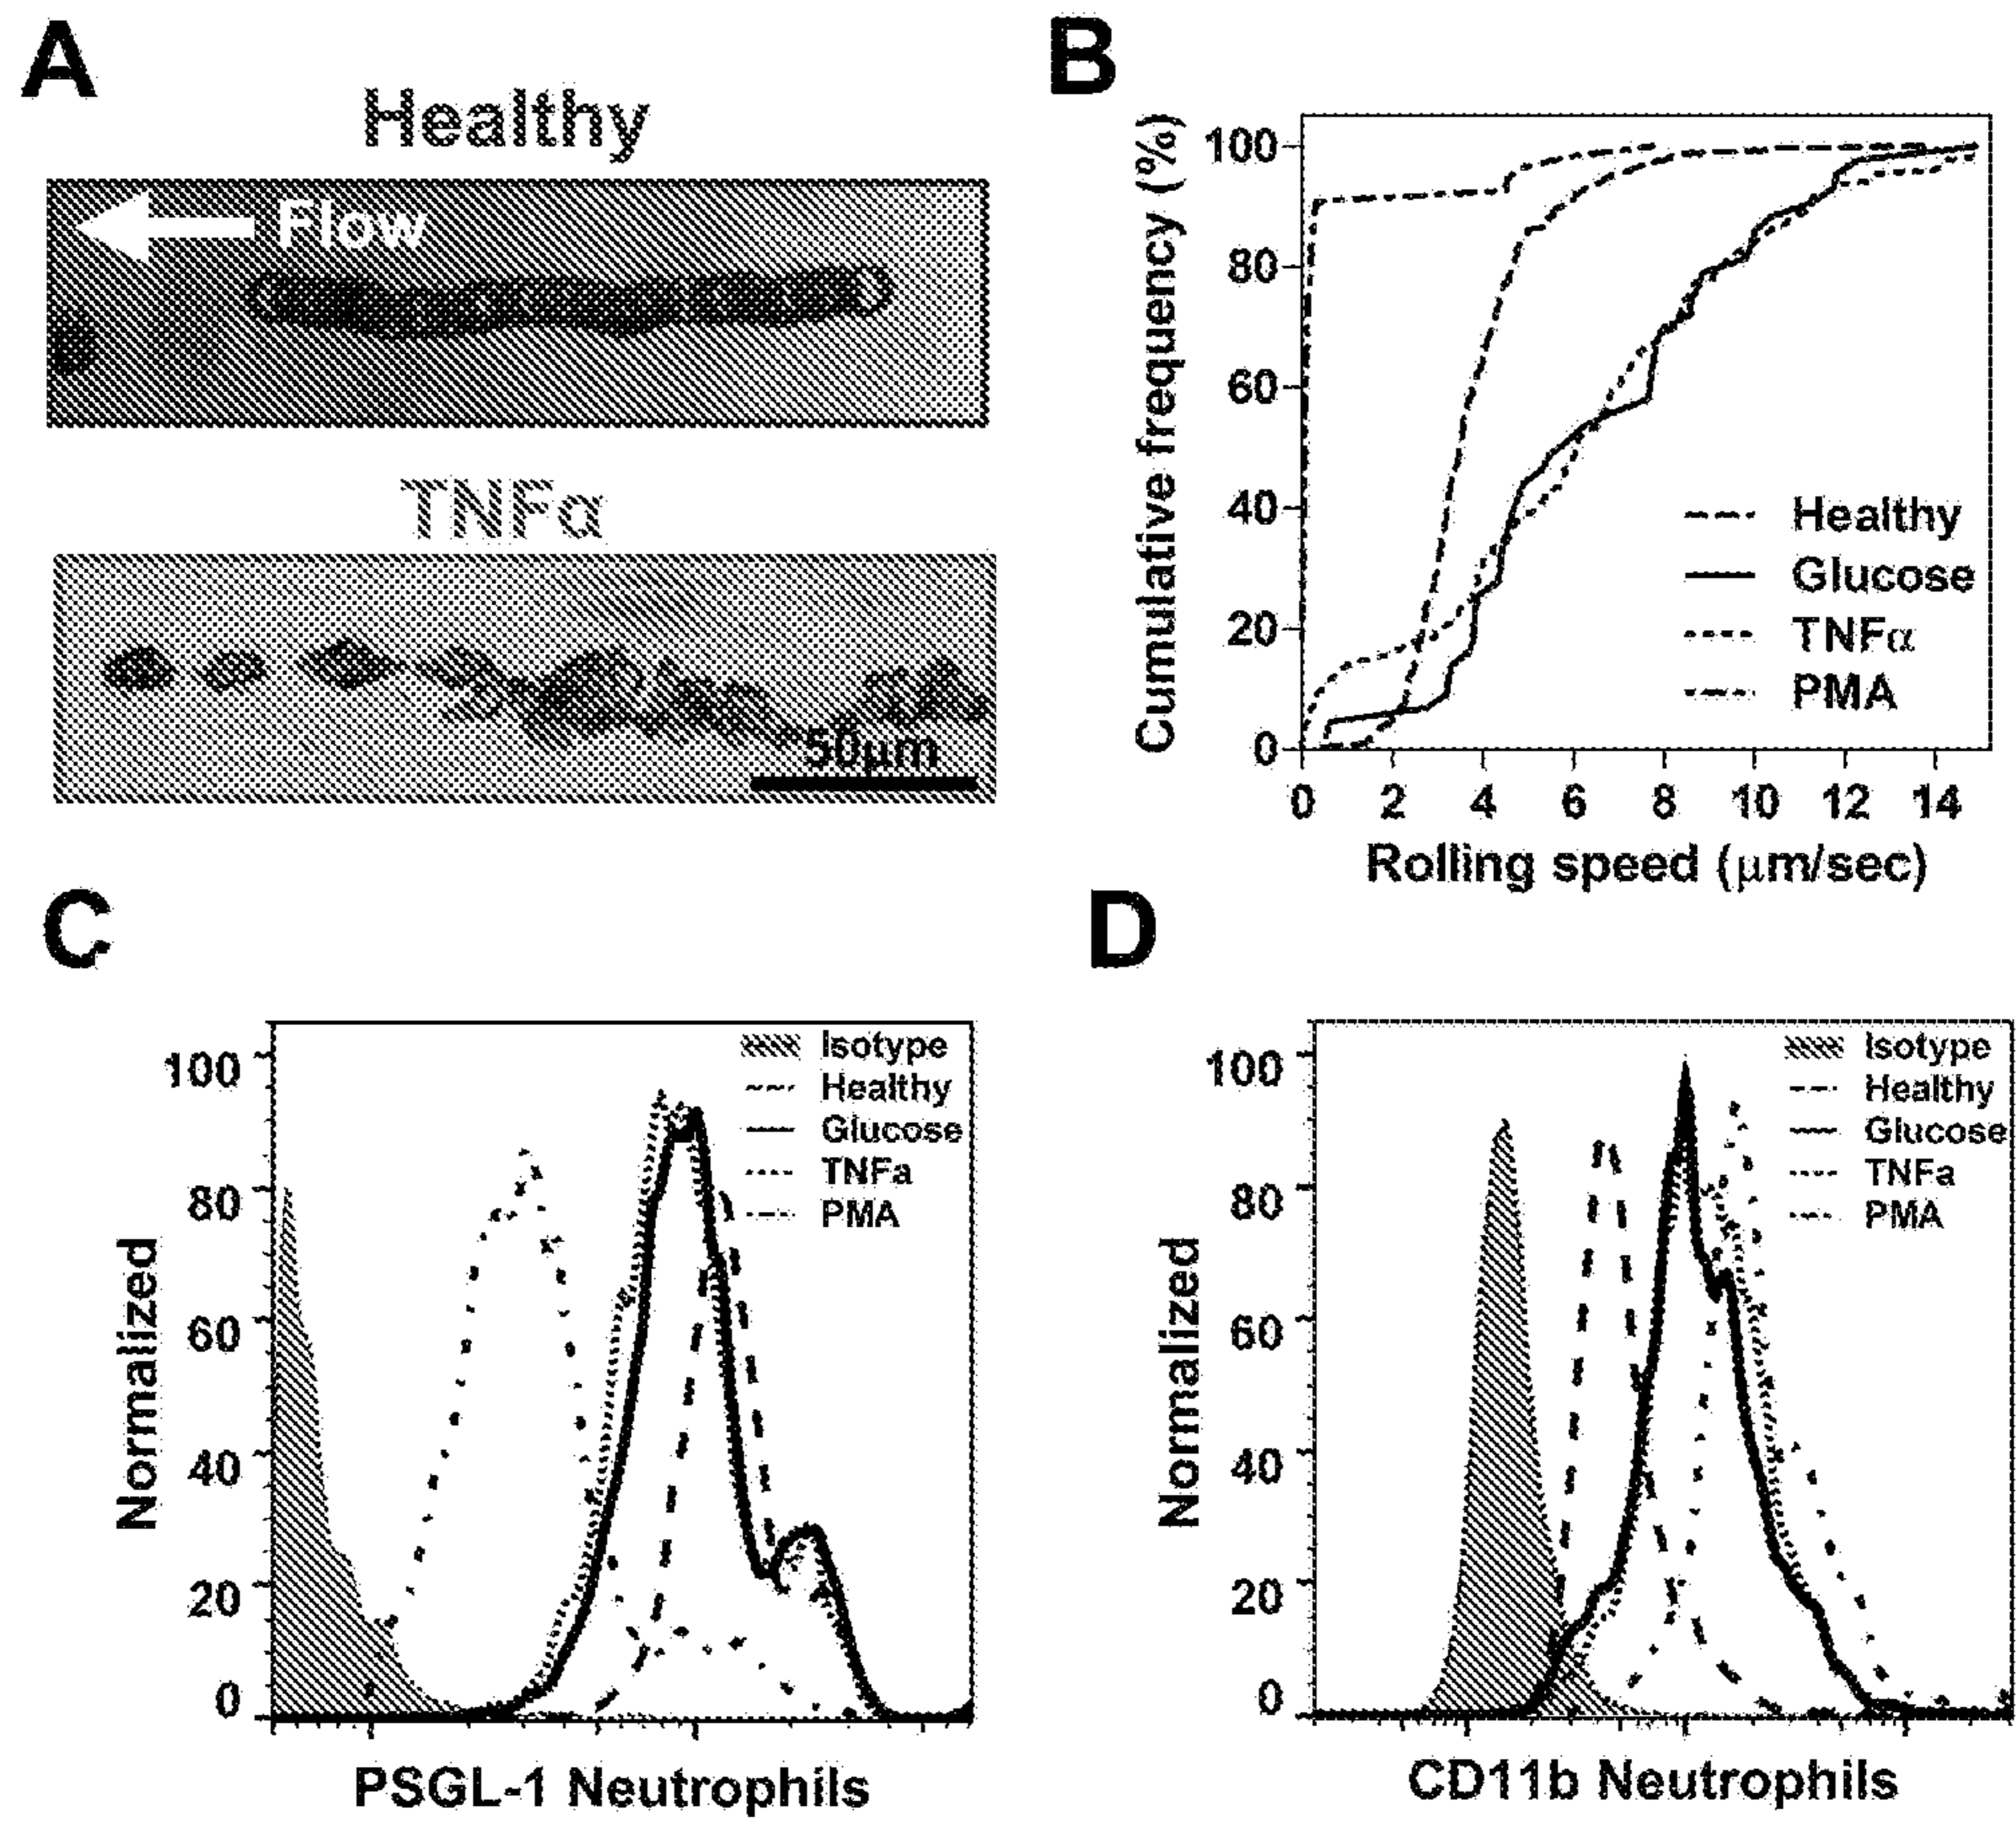 A
Healthy
Flow
TNFα
50μm
B
Cumulative frequency (%)
100
80
60
40
20
0
Healthy
Glucose
TNFα
PMA
0 2 4 6 8 10 12 14
Rolling speed (μm/sec)
C
Normalized
100
80
60
40
20
0
Isotype
Healthy
Glucose
TNFa
PMA
PSGL-1 Neutrophils
D
Normalized
100
80
60
40
20
0
Isotype
Healthy
Glucose
TNFa
PMA
CD11b Neutrophils